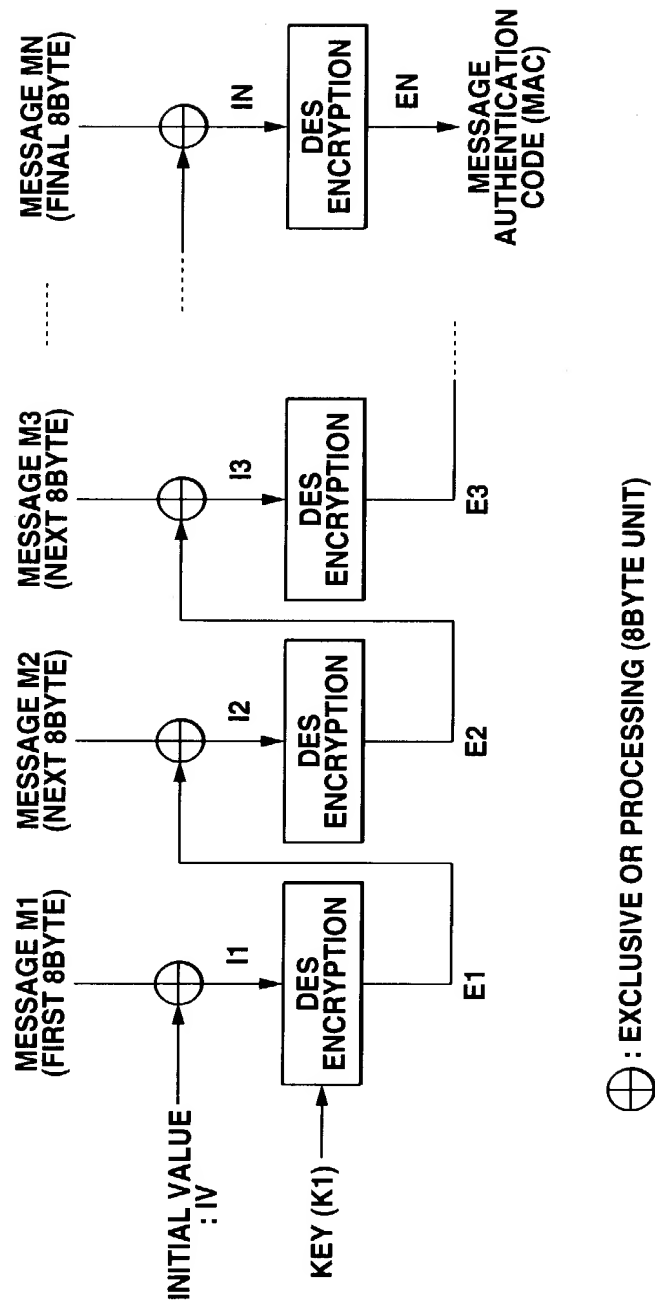 MESSAGE M1
(FIRST 8BYTE)
MESSAGE M2
(NEXT 8BYTE)
MESSAGE M3
(NEXT 8BYTE)
MESSAGE MN
(FINAL 8BYTE)
INITIAL VALUE
: IV
I1
I2
I3
IN
KEY (K1)
DES
ENCRYPTION
DES
ENCRYPTION
DES
ENCRYPTION
DES
ENCRYPTION
E1
E2
E3
EN
MESSAGE
AUTHENTICATION
CODE (MAC)
: EXCLUSIVE OR PROCESSING (8BYTE UNIT)